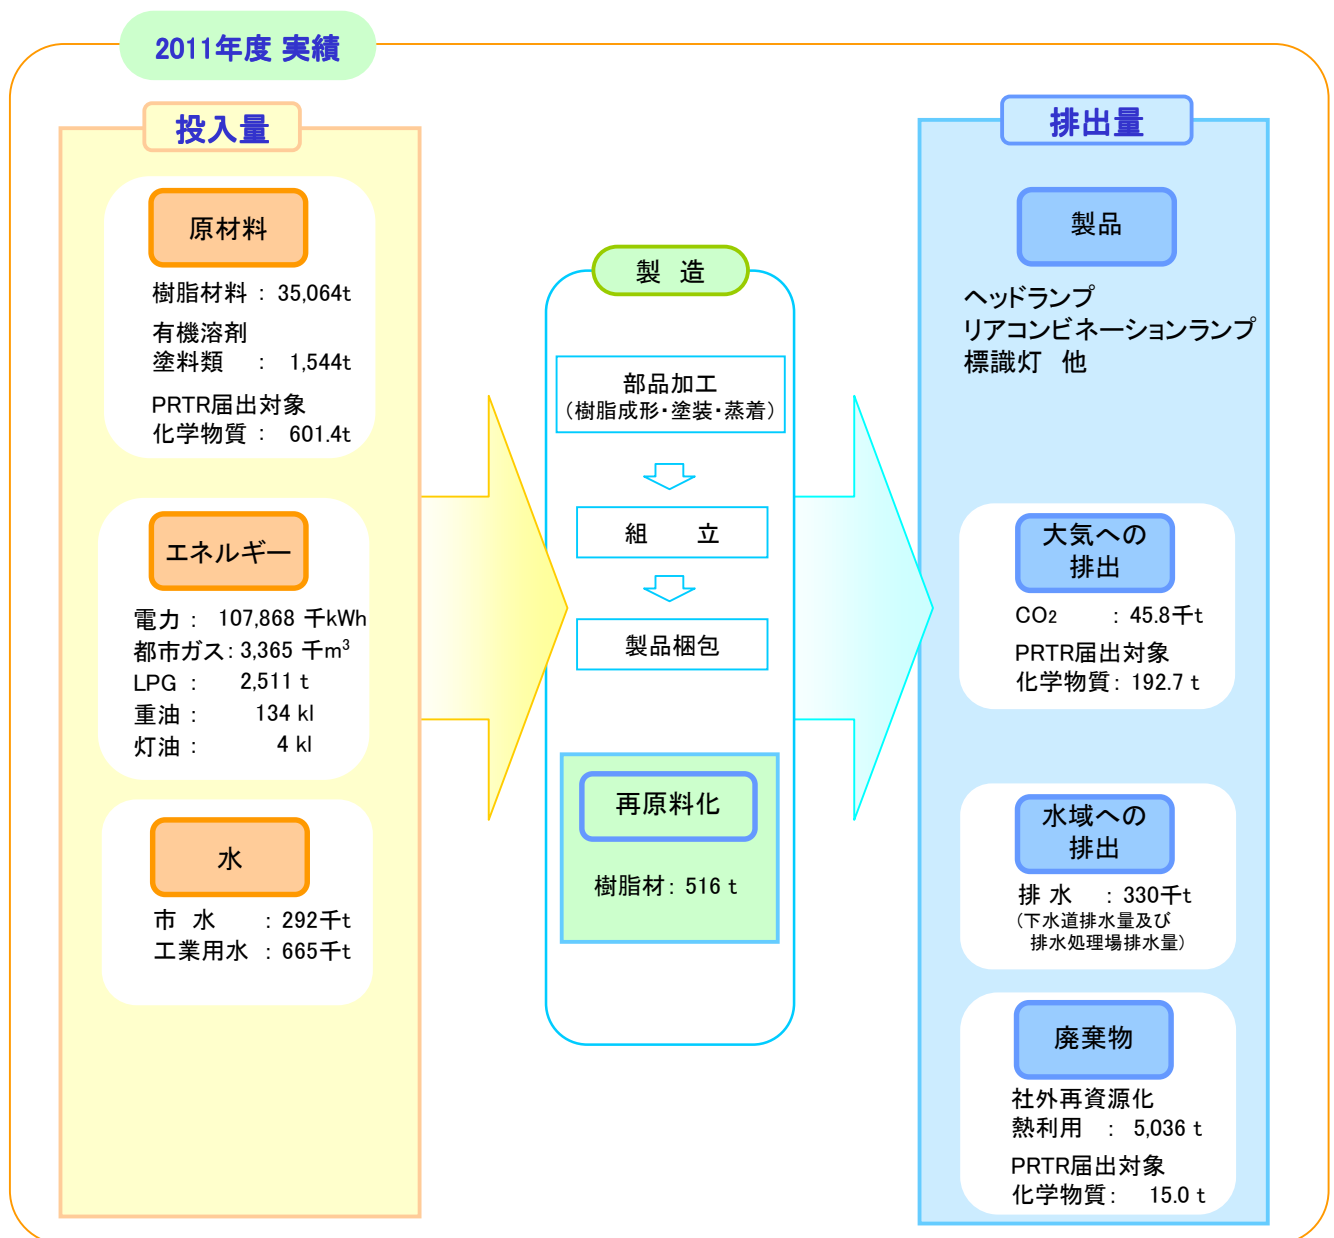 2011年度 実績
投入量
原材料
樹脂材料 : 35,064t
有機溶剤
塗料類 : 1,544t
PRTR届出対象
化学物質 : 601.4t
エネルギー
電力 : 107,868 千kWh
都市ガス : 3,365 千m³
LPG : 2,511 t
重油 : 134 kl
灯油 : 4 kl
水
市 水 : 292千t
工業用水 : 665千t
製 造
部品加工
(樹脂成形・塗装・蒸着)
組 立
製品梱包
再原料化
樹脂材: 516 t
排出量
製品
ヘッドランプ
リアコンビネーションランプ
標識灯 他
大気への
排出
CO2 : 45.8千t
PRTR届出対象
化学物質: 192.7 t
水域への
排出
排 水 : 330千t
(下水道排水量及び
排水処理場排水量)
廃棄物
社外再資源化
熱利用 : 5,036 t
PRTR届出対象
化学物質: 15.0 t